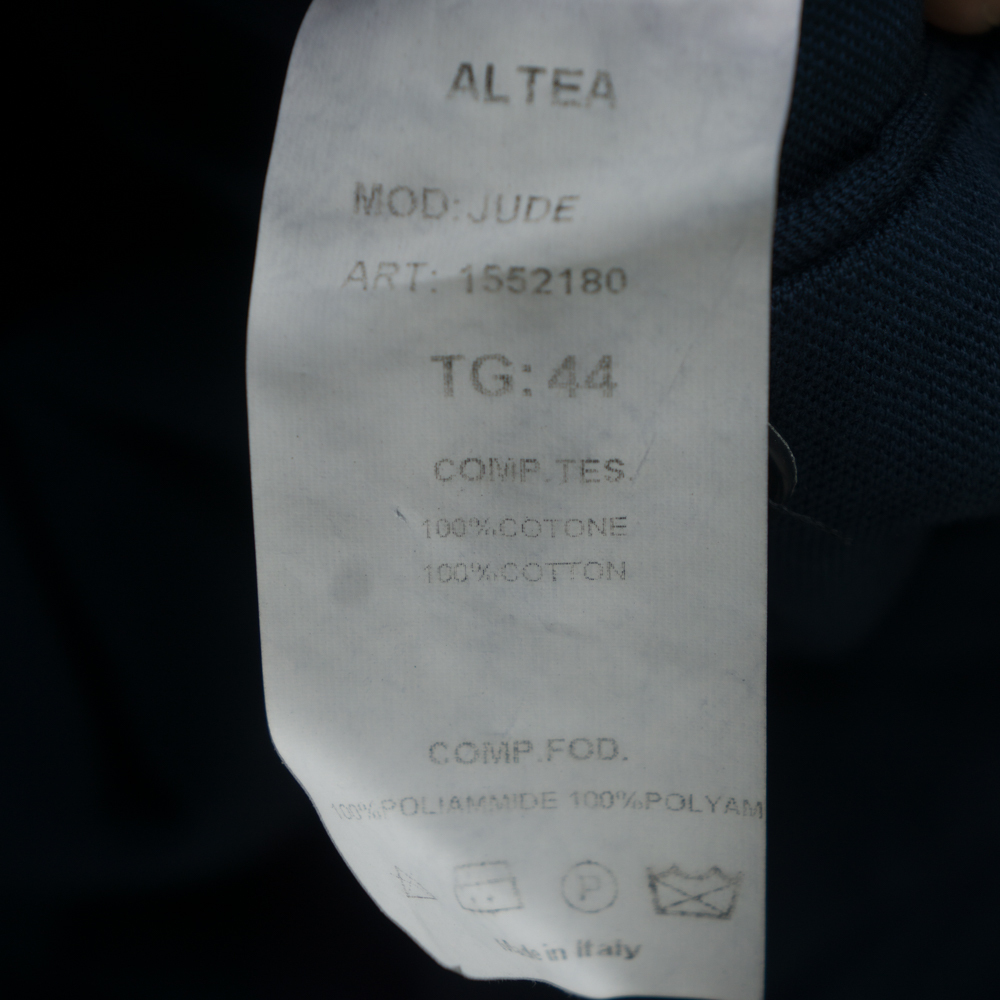 ALTEA
MOD: JUDE
ART: 1552180
TG: 44
COMP.TES.
100%COTONE
100%COTTON
COMP.FOD.
100%POLIAMMIDE 100%POLYAM
P
Made in Italy